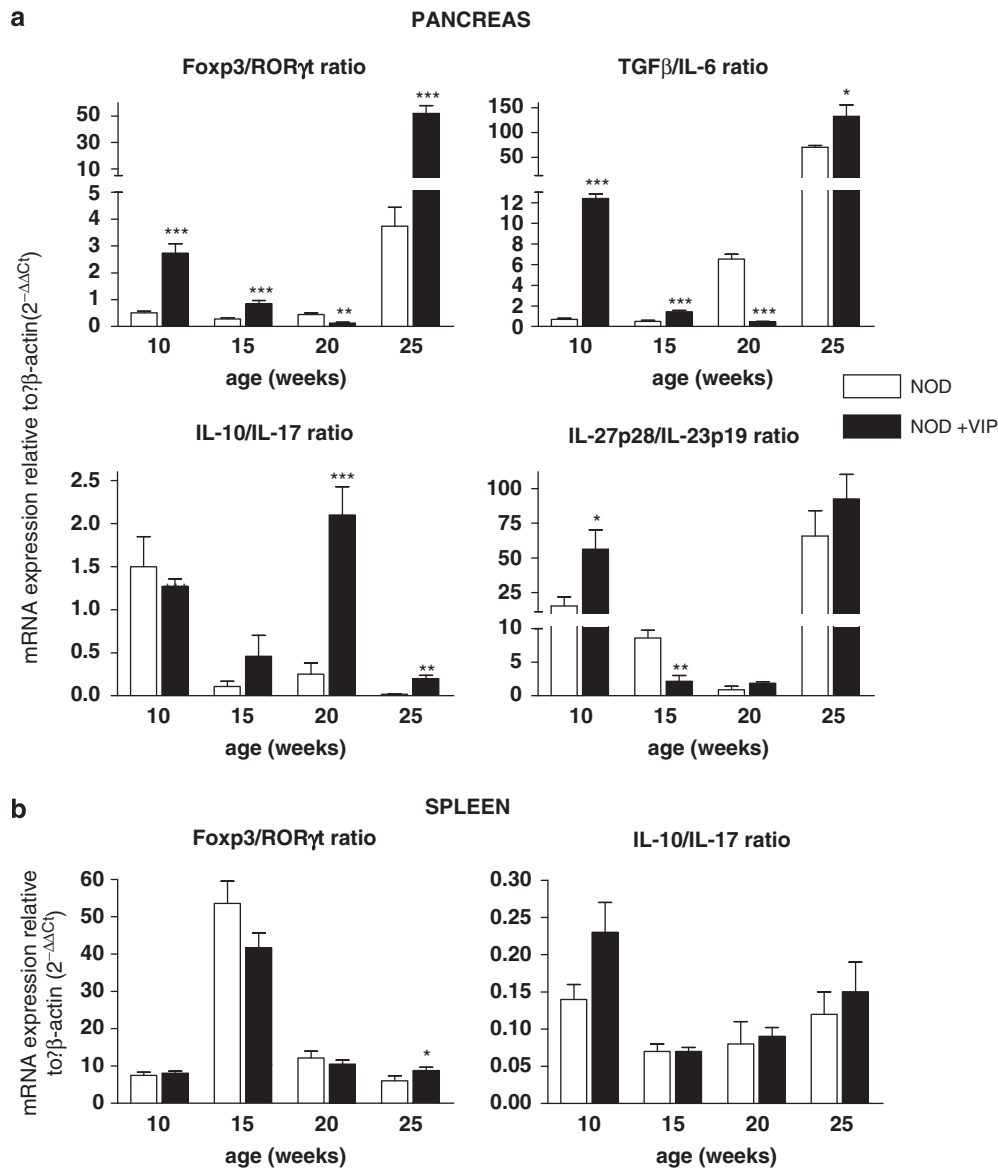 a
PANCREAS
Foxp3/RORγt ratio
50
30
10
5
4
3
2
1
0
***
***
**
***
10 15 20 25
age (weeks)
TGFβ/IL-6 ratio
150
100
50
12
10
8
6
4
2
0
***
***
***
*
10 15 20 25
age (weeks)
mRNA expression relative to?β-actin(2−ΔΔCt)
NOD
NOD +VIP
IL-10/IL-17 ratio
2.5
2.0
1.5
1.0
0.5
0.0
***
**
10 15 20 25
age (weeks)
IL-27p28/IL-23p19 ratio
100
75
50
25
10
5
0
*
**
10 15 20 25
age (weeks)
b
SPLEEN
Foxp3/RORγt ratio
mRNA expression relative
to?β-actin (2−ΔΔCt)
60
50
40
30
20
10
0
*
10 15 20 25
age (weeks)
IL-10/IL-17 ratio
0.30
0.25
0.20
0.15
0.10
0.05
0.00
10 15 20 25
age (weeks)